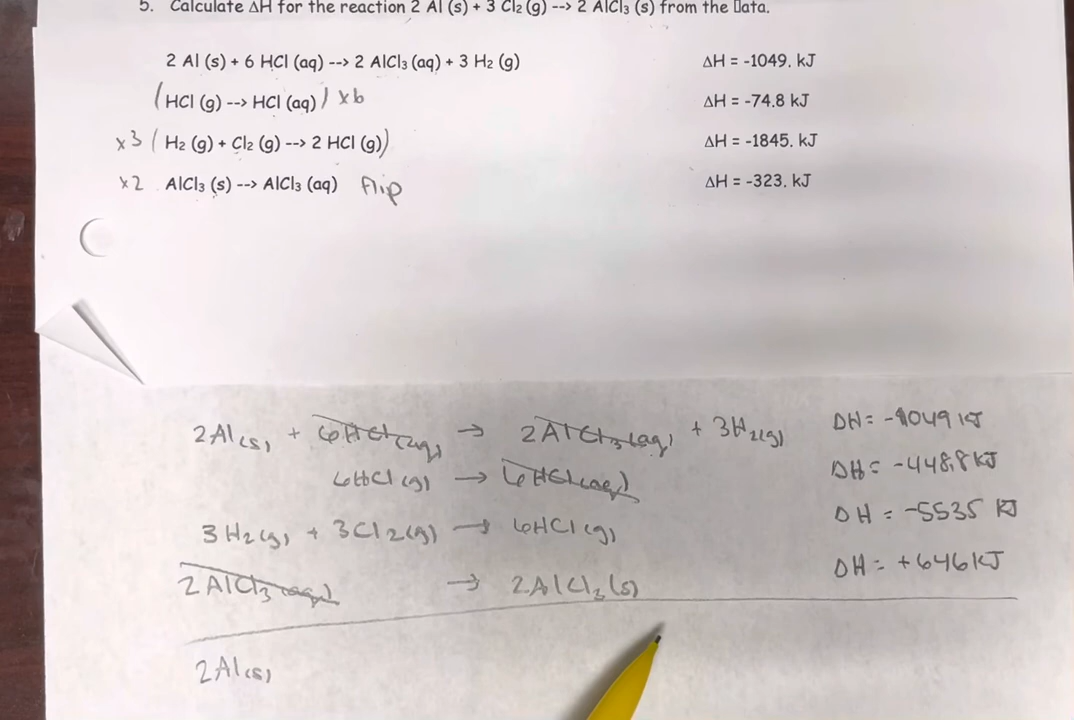 5. Calculate ΔH for the reaction 2 Al (s) + 3 Cl₂ (g) --> 2 AlCl₃ (s) from the Data.
2 Al (s) + 6 HCl (aq) --> 2 AlCl₃ (aq) + 3 H₂ (g) ΔH = -1049. kJ
(HCl (g) --> HCl (aq)) x6 ΔH = -74.8 kJ
x3 (H₂ (g) + Cl₂ (g) --> 2 HCl (g)) ΔH = -1845. kJ
x2 AlCl₃ (s) --> AlCl₃ (aq) flip ΔH = -323. kJ
2Al(s) + 6HCl(aq) → 2AlCl₃(aq) + 3H₂(g) ΔH = -1049 kJ
6HCl(g) → 6HCl(aq) ΔH = -448.8 kJ
3H₂(g) + 3Cl₂(g) → 6HCl(g) ΔH = -5535 kJ
2AlCl₃(aq) → 2AlCl₃(s) ΔH = +646 kJ
2Al(s)